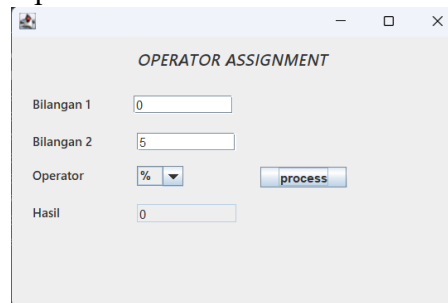 OPERATOR ASSIGNMENT
Bilangan 1 0
Bilangan 2 5
Operator % process
Hasil 0